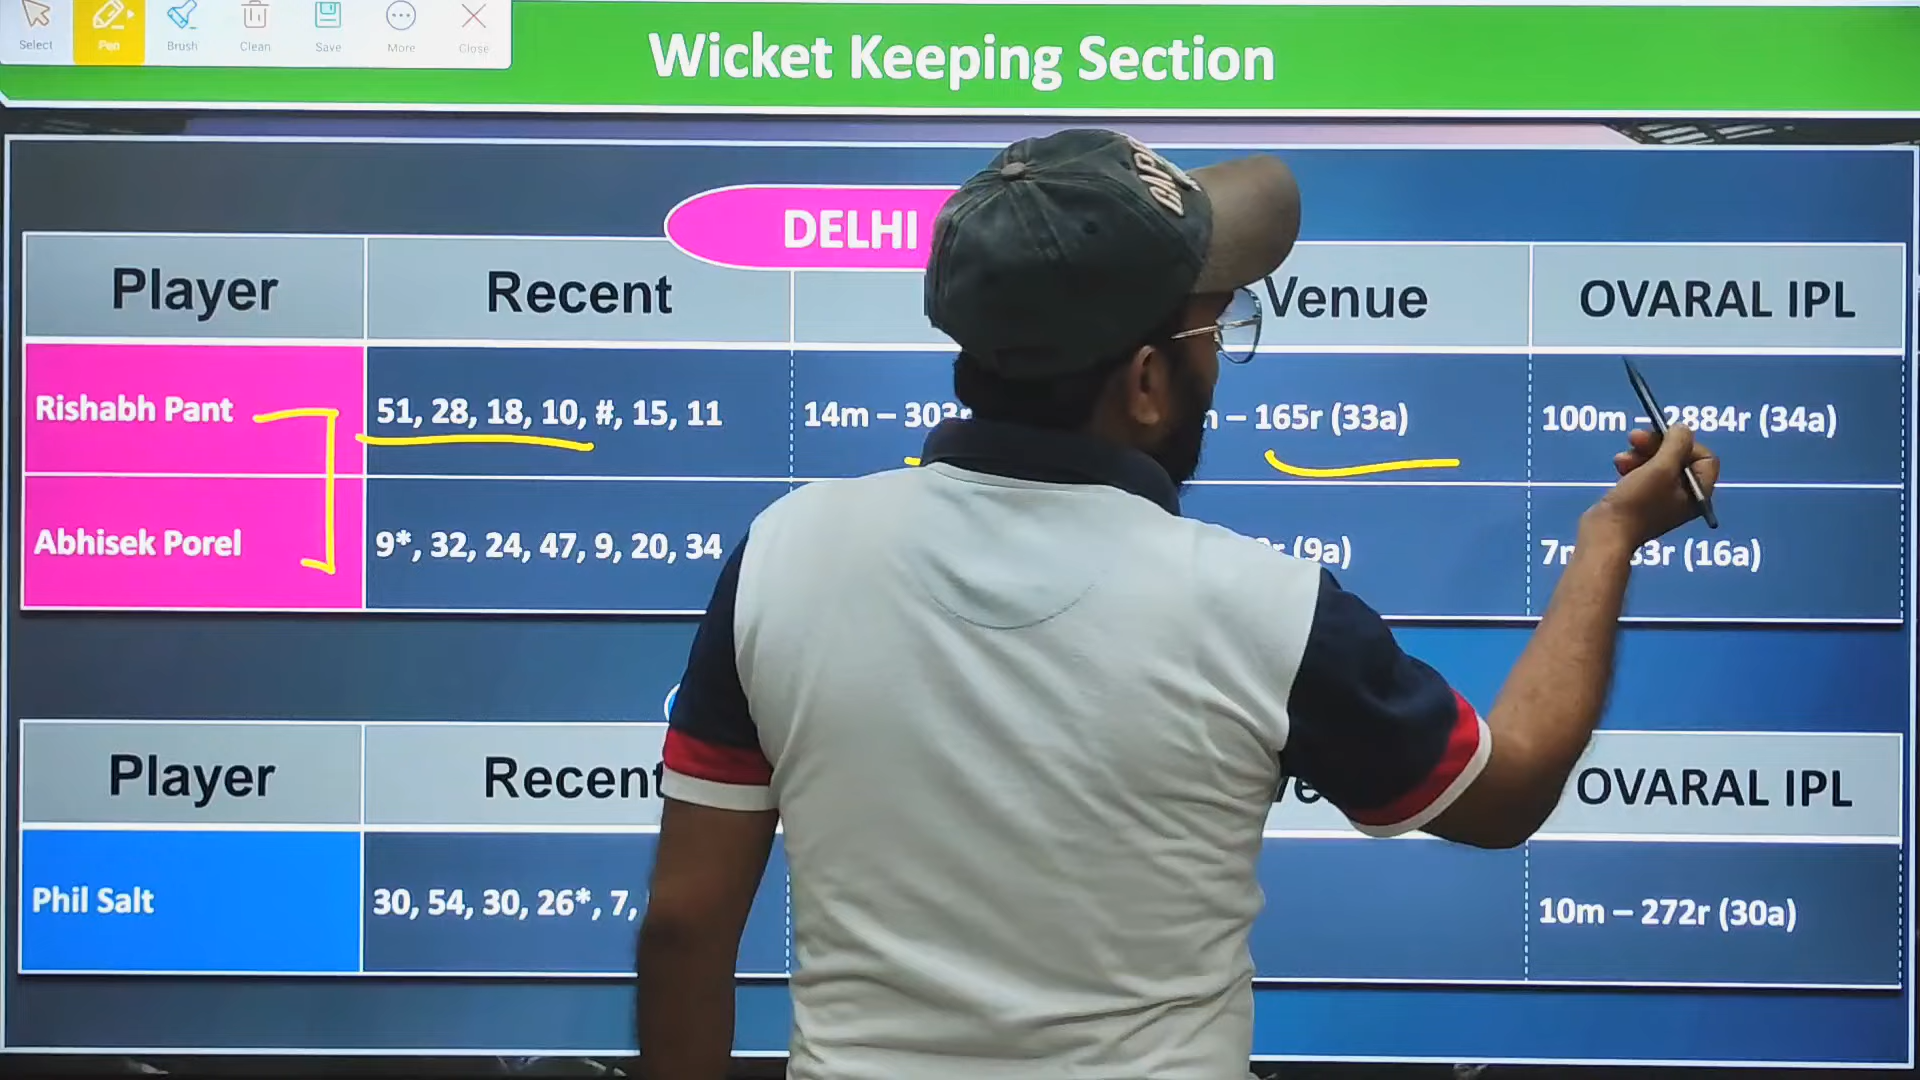 Select Pen Brush Clean Save More Close
Wicket Keeping Section
DELHI
Player Recent Venue OVARAL IPL
Rishabh Pant 51, 28, 18, 10, #, 15, 11 14m – 303r – 165r (33a) 100m – 2884r (34a)
Abhisek Porel 9*, 32, 24, 47, 9, 20, 34 (9a) (16a)
Player Recent OVARAL IPL
Phil Salt 30, 54, 30, 26*, 7, 10m – 272r (30a)